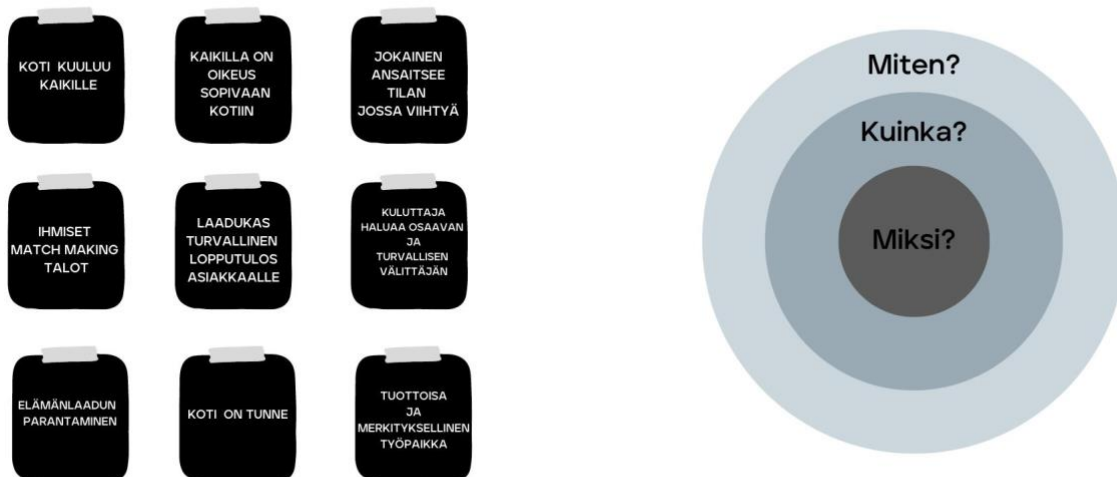 KOTI KUULUU
KAIKILLE
KAIKILLA ON
OIKEUS
SOPIVAAN
KOTIIN
JOKAINEN
ANSAITSEE
TILAN
JOSSA VIIHTYÄ
IHMISET
MATCH MAKING
TALOT
LAADUKAS
TURVALLINEN
LOPPUTULOS
ASIAKKAALLE
KULUTTAJA
HALUAA OSAAVAN
JA
TURVALLISEN
VÄLITTÄJÄN
ELÄMÄNLAADUN
PARANTAMINEN
KOTI ON TUNNE
TUOTTOISA
JA
MERKITYKSELLINEN
TYÖPAIKKA
Miten?
Kuinka?
Miksi?